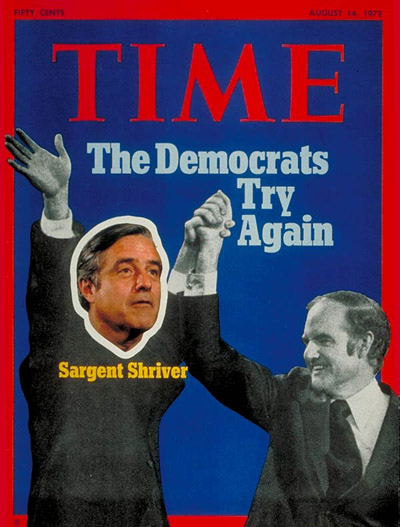 FIFTY CENTS
AUGUST 14, 1972
TIME
The Democrats
Try
Again
Sargent Shriver